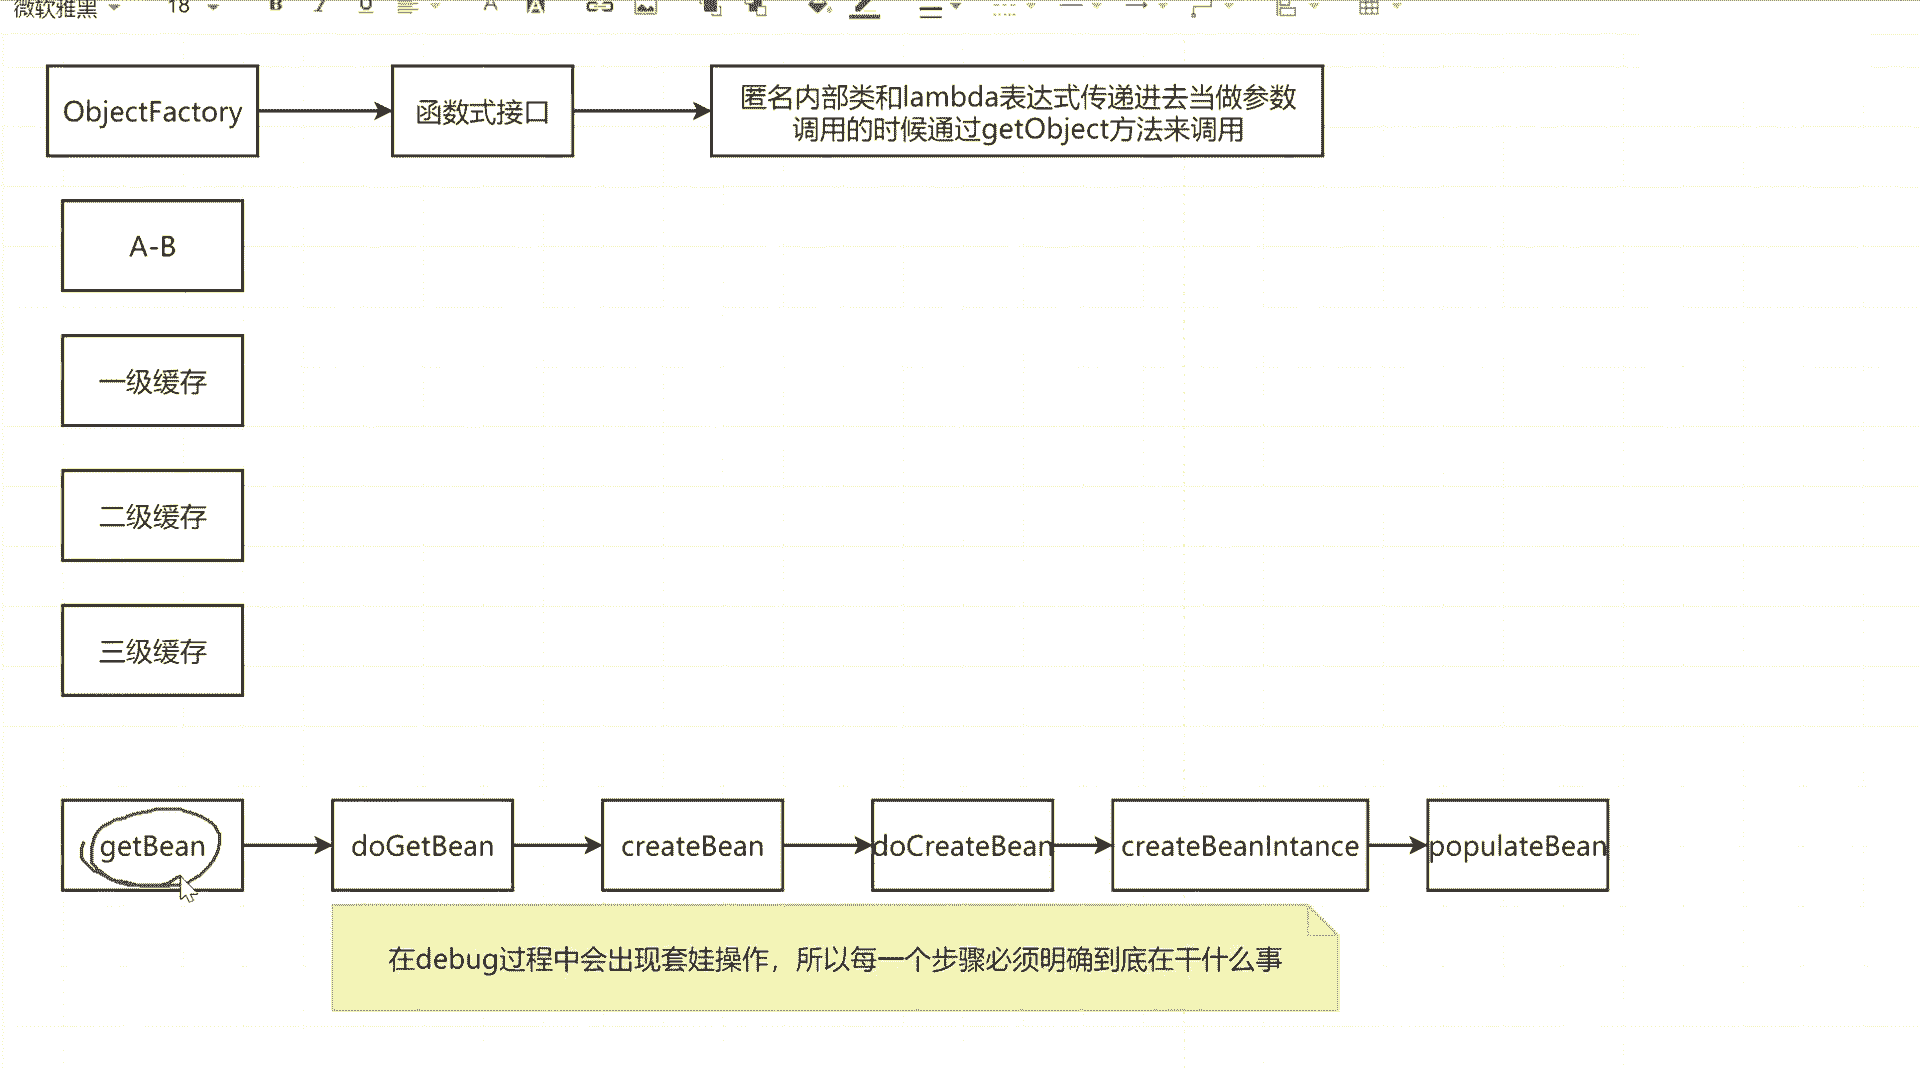 微软雅黑 18
ObjectFactory
函数式接口
匿名内部类和lambda表达式传递进去当做参数
调用的时候通过getObject方法来调用
A-B
一级缓存
二级缓存
三级缓存
getBean
doGetBean
createBean
doCreateBean
createBeanIntance
populateBean
在debug过程中会出现套娃操作，所以每一个步骤必须明确到底在干什么事